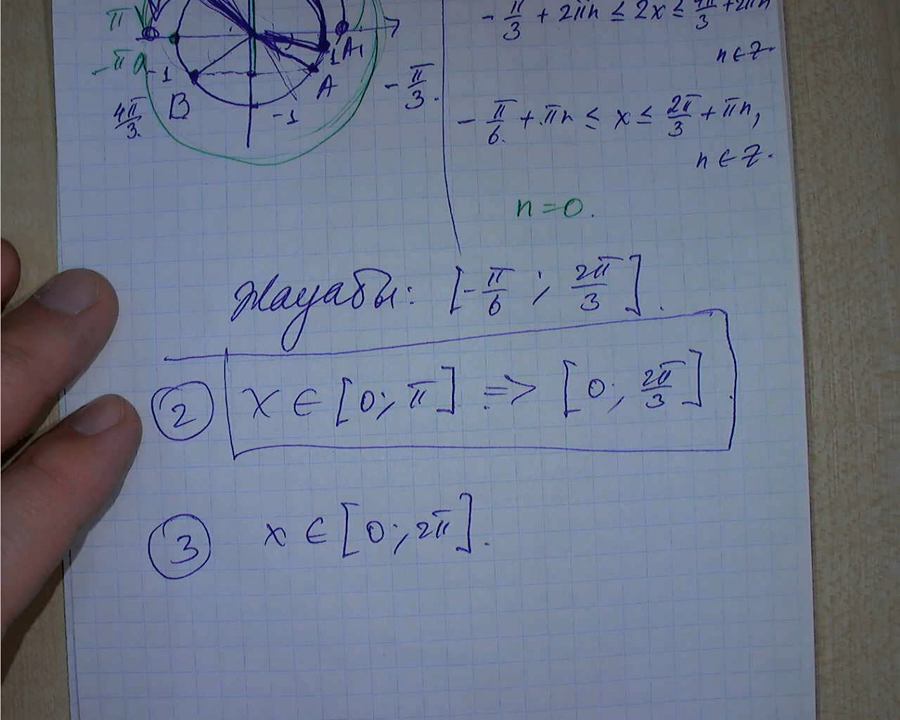 π
-π
-1
B
4π/3
1
A₁
A
-1
-π/3.
-π/3 + 2πn ≤ 2x ≤ 4π/3 + 2πn
n ∈ Z
-π/6 + πn ≤ x ≤ 2π/3 + πn,
n ∈ Z.
n=0.
Жауабы: [-π/6 ; 2π/3].
② x ∈ [0; π] => [0; 2π/3].
③ x ∈ [0; 2π].